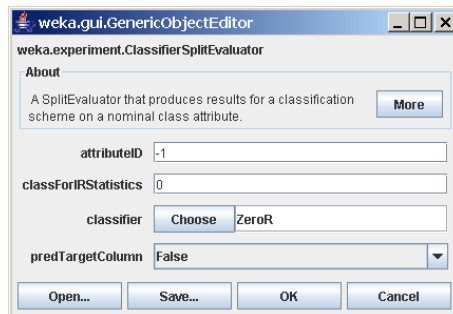 weka.gui.GenericObjectEditor
weka.experiment.ClassifierSplitEvaluator
About
A SplitEvaluator that produces results for a classification
scheme on a nominal class attribute.
More
attributeID -1
classForIRStatistics 0
classifier Choose ZeroR
predTargetColumn False
Open... Save... OK Cancel